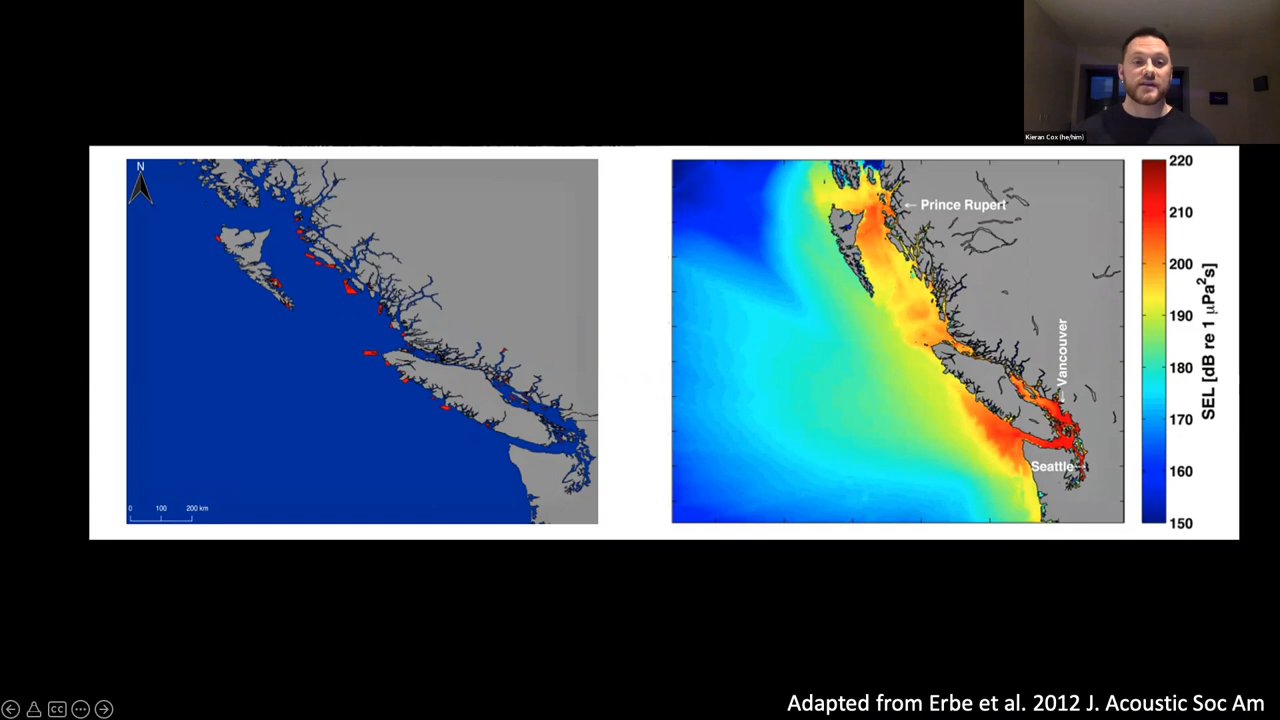 Kieran Cox (he/him)
N
0 100 200 km
← Prince Rupert
← Vancouver
Seattle
220
210
200
190
180
170
160
150
SEL [dB re 1 µPa²s]
CC
Adapted from Erbe et al. 2012 J. Acoustic Soc Am